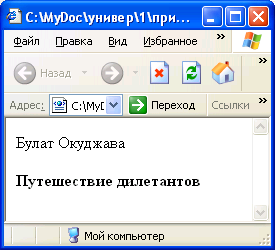 C:\MyDoc\универ\1\при...
Файл Правка Вид Избранное »
Назад »
Адрес: C:\MyD Переход Ссылки »
Булат Окуджава
Путешествие дилетантов
Мой компьютер